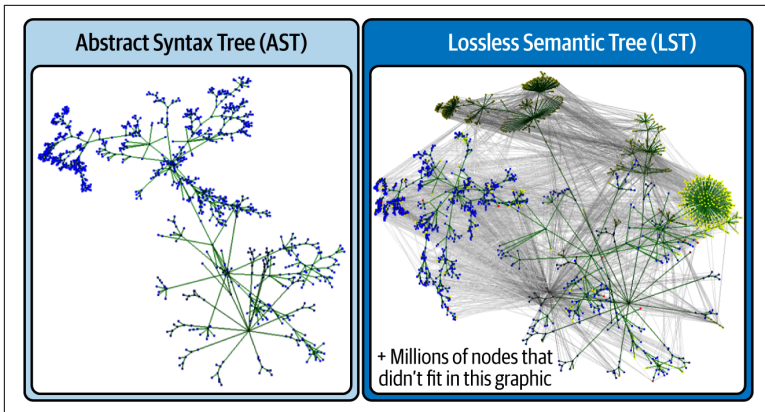 Abstract Syntax Tree (AST)
Lossless Semantic Tree (LST)
+ Millions of nodes that
didn't fit in this graphic